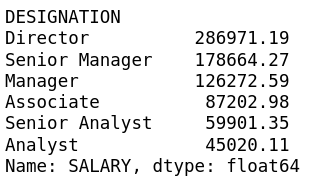 DESIGNATION
Director          286971.19
Senior Manager    178664.27
Manager           126272.59
Associate          87202.98
Senior Analyst     59901.35
Analyst            45020.11
Name: SALARY, dtype: float64